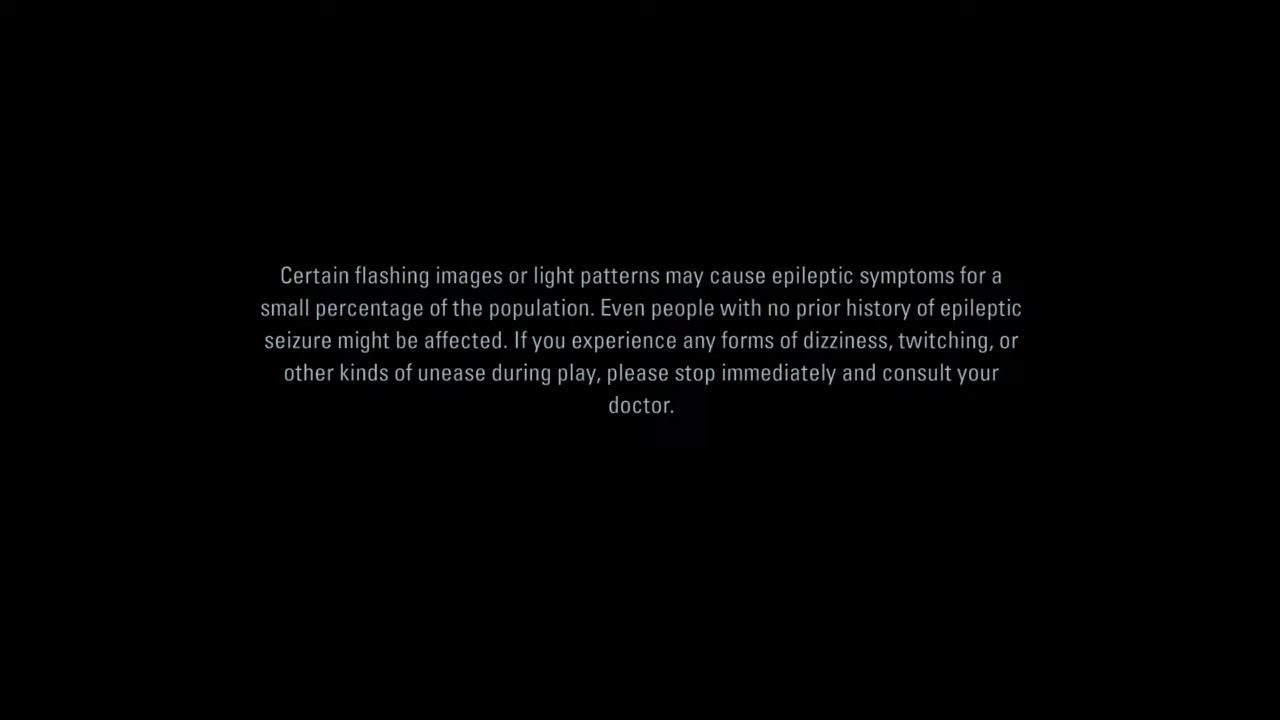 Certain flashing images or light patterns may cause epileptic symptoms for a
small percentage of the population. Even people with no prior history of epileptic
seizure might be affected. If you experience any forms of dizziness, twitching, or
other kinds of unease during play, please stop immediately and consult your
doctor.